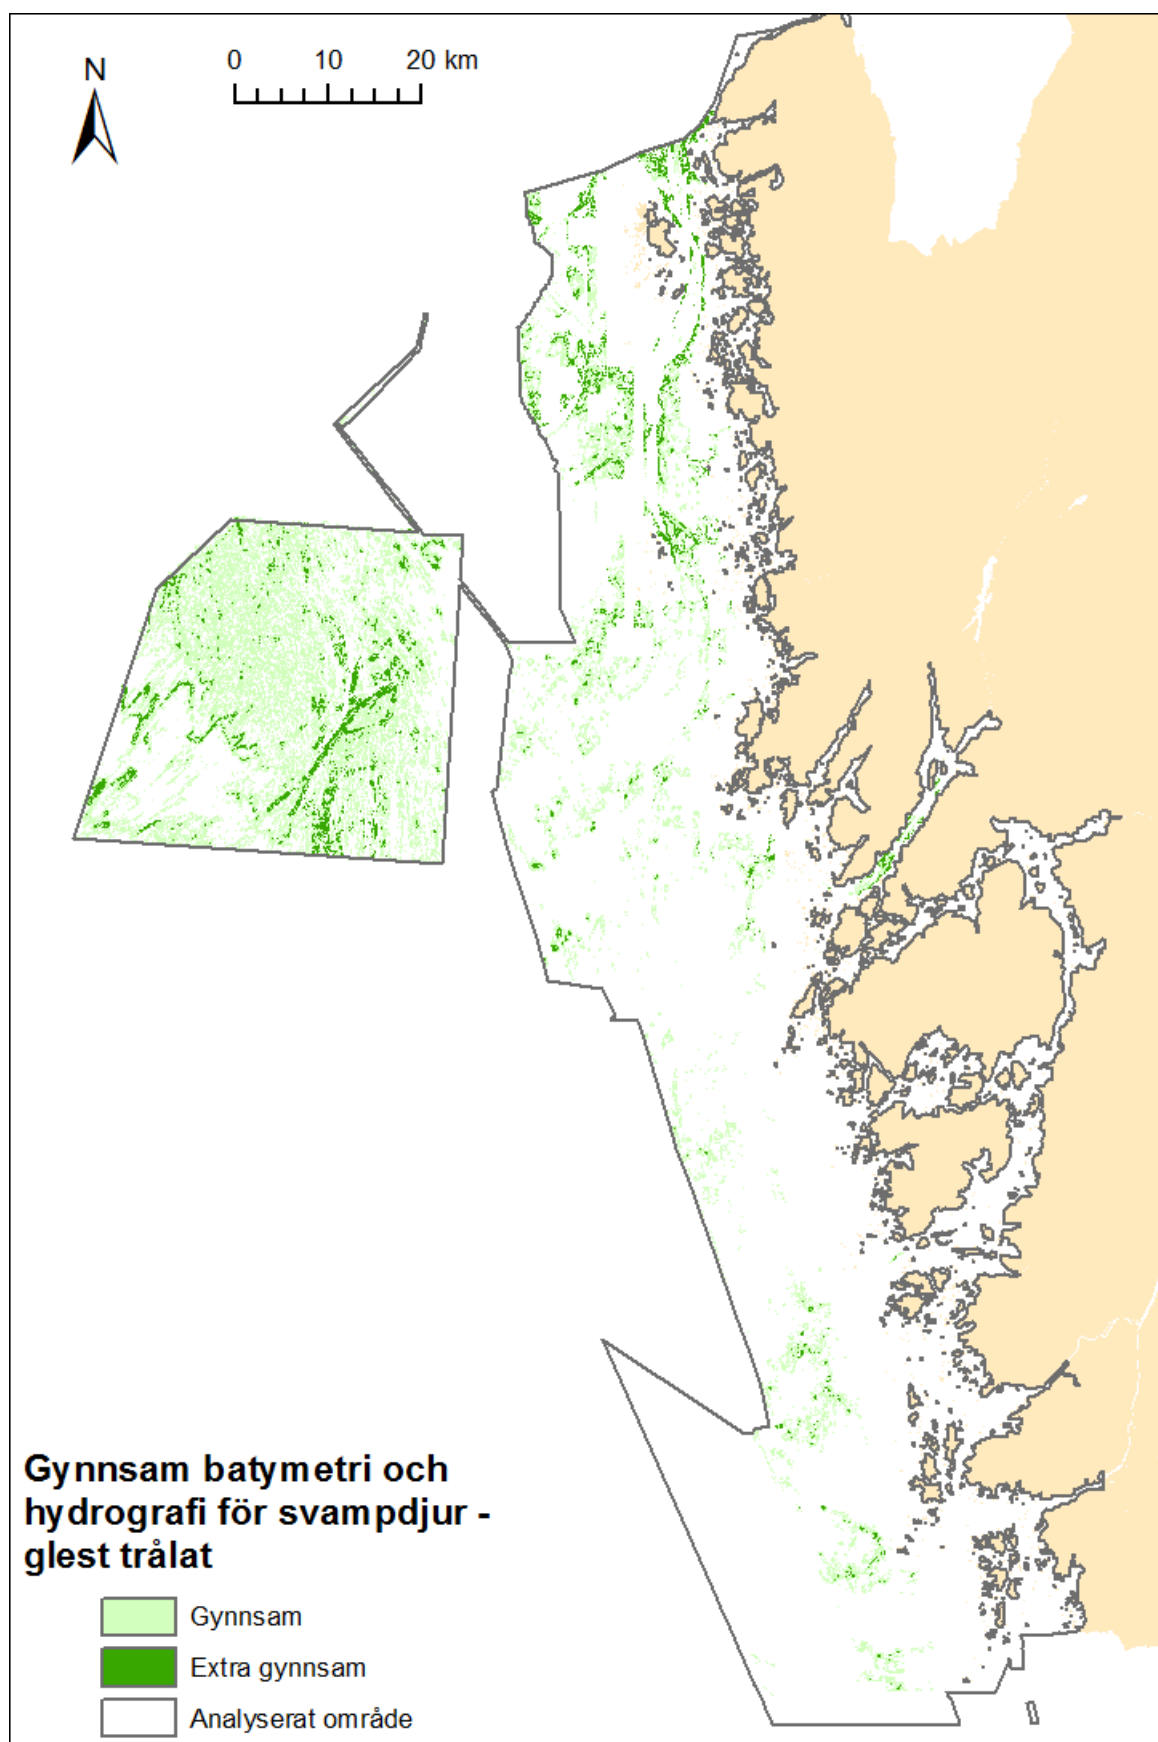 0 10 20 km
N
Gynnsam batymetri och
hydrografi för svampdjur -
glest trålat
Gynnsam
Extra gynnsam
Analyserat område